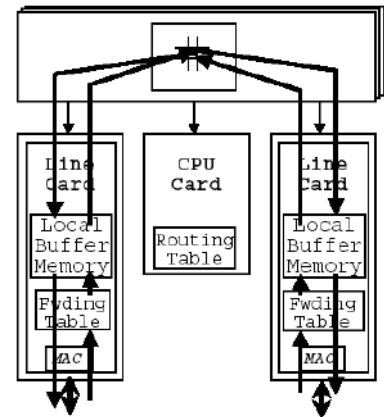 Line
Card
Local
Buffer
Memory
Fwding
Table
MAC
CPU
Card
Routing
Table
Line
Card
Local
Buffer
Memory
Fwding
Table
MAC